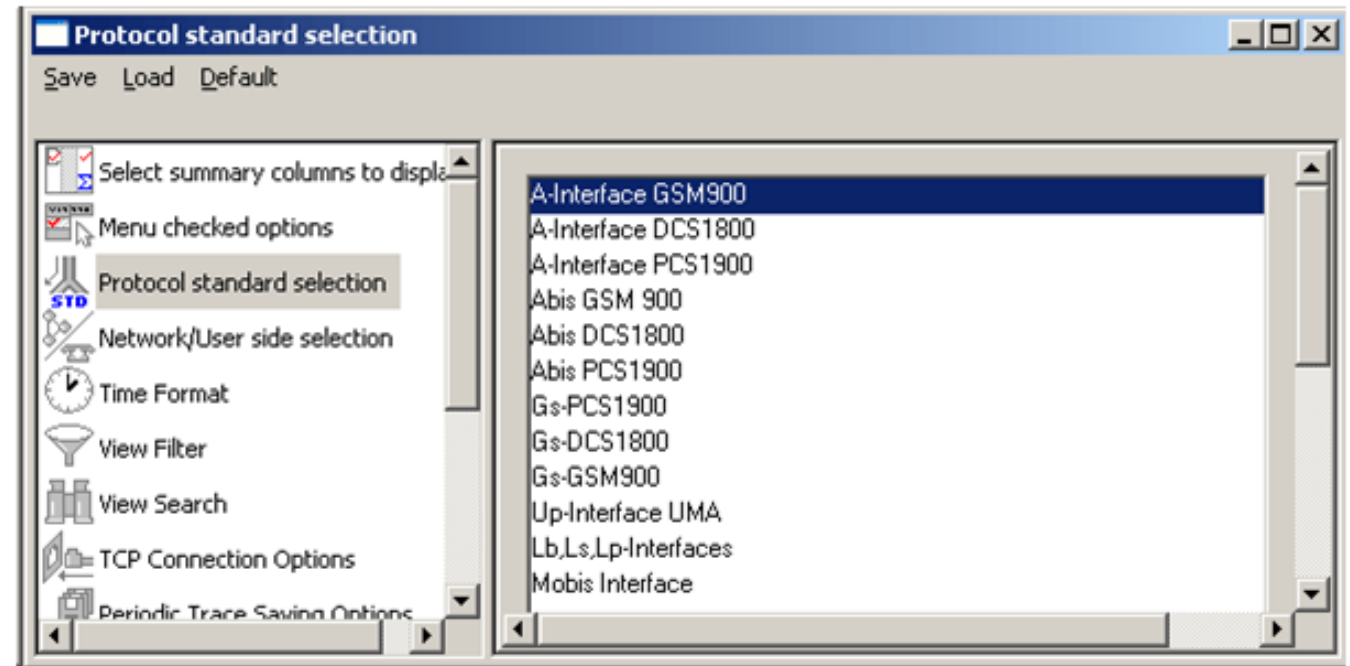 Protocol standard selection
Save Load Default
Select summary columns to displa
Menu checked options
Protocol standard selection
STD
Network/User side selection
Time Format
View Filter
View Search
TCP Connection Options
Periodic Trace Saving Options
A-Interface GSM900
A-Interface DCS1800
A-Interface PCS1900
Abis GSM 900
Abis DCS1800
Abis PCS1900
Gs-PCS1900
Gs-DCS1800
Gs-GSM900
Up-Interface UMA
Lb,Ls,Lp-Interfaces
Mobis Interface